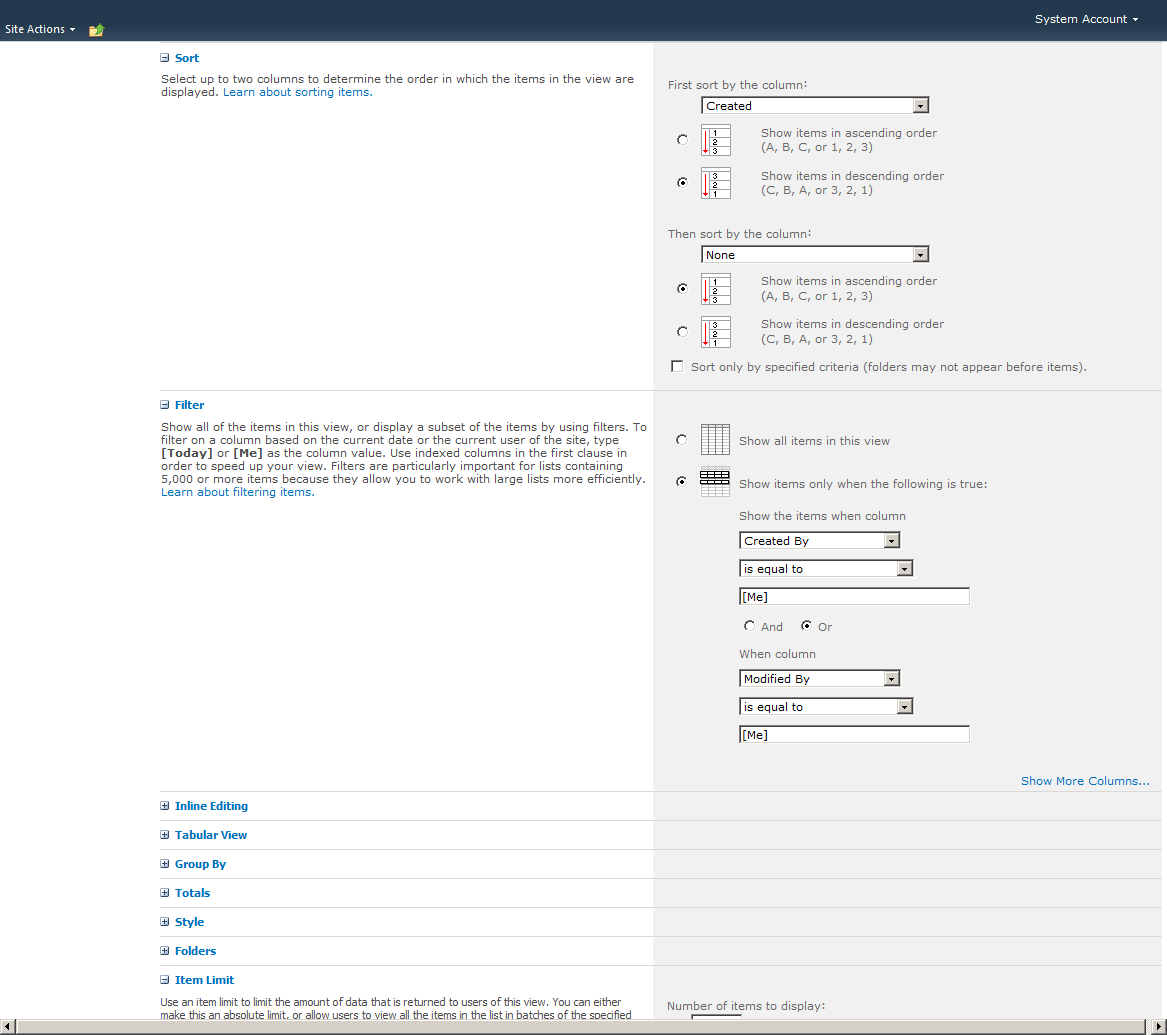 Site Actions
System Account
Sort
Select up to two columns to determine the order in which the items in the view are
displayed. Learn about sorting items.
First sort by the column:
Created
1
2
3
Show items in ascending order
(A, B, C, or 1, 2, 3)
3
2
1
Show items in descending order
(C, B, A, or 3, 2, 1)
Then sort by the column:
None
1
2
3
Show items in ascending order
(A, B, C, or 1, 2, 3)
3
2
1
Show items in descending order
(C, B, A, or 3, 2, 1)
Sort only by specified criteria (folders may not appear before items).
Filter
Show all of the items in this view, or display a subset of the items by using filters. To
filter on a column based on the current date or the current user of the site, type
[Today] or [Me] as the column value. Use indexed columns in the first clause in
order to speed up your view. Filters are particularly important for lists containing
5,000 or more items because they allow you to work with large lists more efficiently.
Learn about filtering items.
Show all items in this view
Show items only when the following is true:
Show the items when column
Created By
is equal to
[Me]
And Or
When column
Modified By
is equal to
[Me]
Show More Columns...
Inline Editing
Tabular View
Group By
Totals
Style
Folders
Item Limit
Use an item limit to limit the amount of data that is returned to users of this view. You can either
make this an absolute limit, or allow users to view all the items in the list in batches of the specified
Number of items to display: